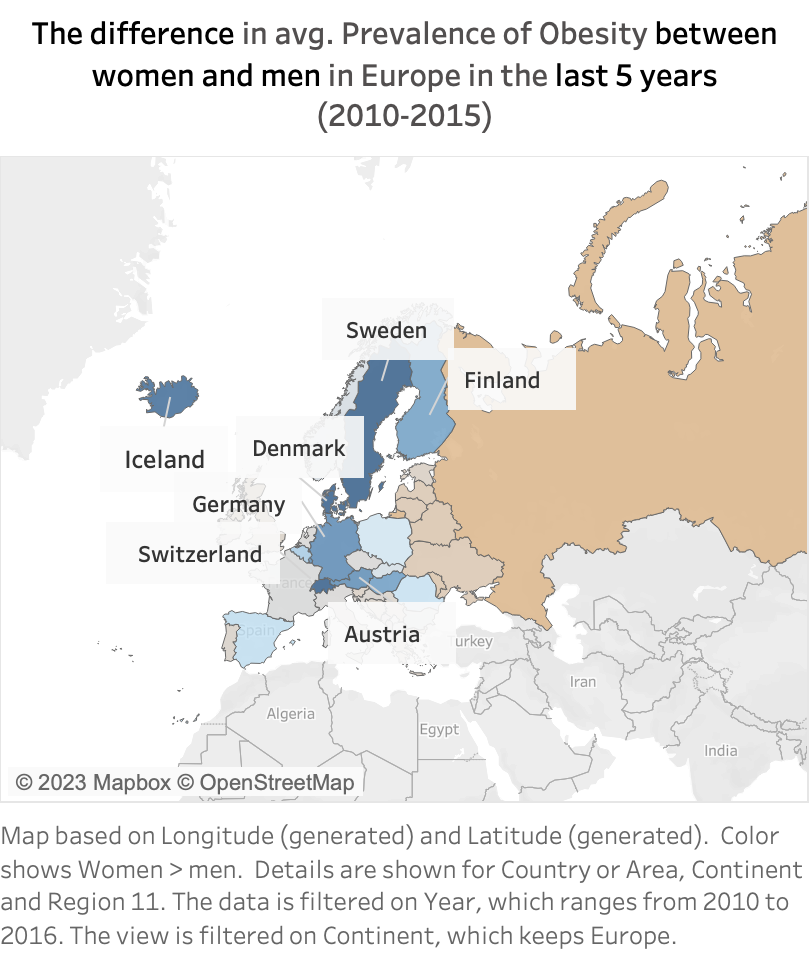 The difference in avg. Prevalence of Obesity between
women and men in Europe in the last 5 years
(2010-2015)
Sweden
Finland
Denmark
Iceland
Germany
Switzerland
Austria
Spain
urkey
Iran
Algeria
Egypt
India
© 2023 Mapbox © OpenStreetMap
Map based on Longitude (generated) and Latitude (generated). Color
shows Women > men. Details are shown for Country or Area, Continent
and Region 11. The data is filtered on Year, which ranges from 2010 to
2016. The view is filtered on Continent, which keeps Europe.